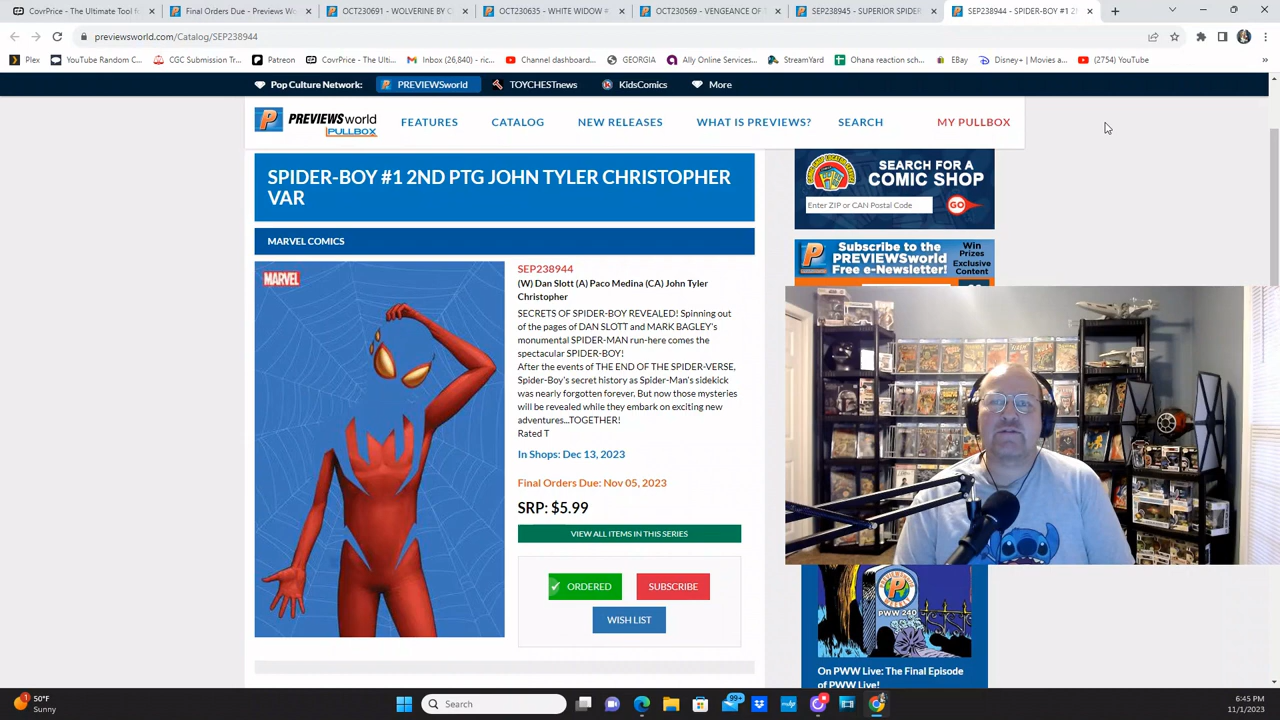 CovrPrice - The Ultimate Tool fo
Final Orders Due - Previews Wo
OCT230691 - WOLVERINE BY C
OCT230635 - WHITE WIDOW #
OCT230569 - VENGEANCE OF
SEP238945 - SUPERIOR SPIDER
SEP238944 - SPIDER-BOY #1 2N
previewsworld.com/Catalog/SEP238944
Plex
YouTube Random C...
CGC Submission Tr...
Patreon
CovrPrice - The Ulti...
Inbox (26,840) - ric...
Channel dashboard...
GEORGIA
Ally Online Services...
StreamYard
Ohana reaction sch...
EBay
Disney+ | Movies a...
(2754) YouTube
»
Pop Culture Network:
PREVIEWSworld
TOYCHESTnews
KidsComics
More
PREVIEWSworld
PULLBOX
FEATURES
CATALOG
NEW RELEASES
WHAT IS PREVIEWS?
SEARCH
MY PULLBOX
SPIDER-BOY #1 2ND PTG JOHN TYLER CHRISTOPHER
VAR
MARVEL COMICS
MARVEL
SEP238944
(W) Dan Slott (A) Paco Medina (CA) John Tyler
Christopher
SECRETS OF SPIDER-BOY REVEALED! Spinning out
of the pages of DAN SLOTT and MARK BAGLEY's
monumental SPIDER-MAN run-here comes the
spectacular SPIDER-BOY!
After the events of THE END OF THE SPIDER-VERSE,
Spider-Boy's secret history as Spider-Man's sidekick
was nearly forgotten forever. But now those mysteries
will be revealed while they embark on exciting new
adventures...TOGETHER!
Rated T
In Shops: Dec 13, 2023
Final Orders Due: Nov 05, 2023
SRP: $5.99
VIEW ALL ITEMS IN THIS SERIES
✓ ORDERED
SUBSCRIBE
WISH LIST
SEARCH FOR A
COMIC SHOP
Enter ZIP or CAN Postal Code
GO
Subscribe to the
PREVIEWSworld
Free e-Newsletter!
Win
Prizes
Exclusive
Content
PWW 240
On PWW Live: The Final Episode
of PWW Live!
1
50°F
Sunny
Search
99+
6:45 PM
11/1/2023